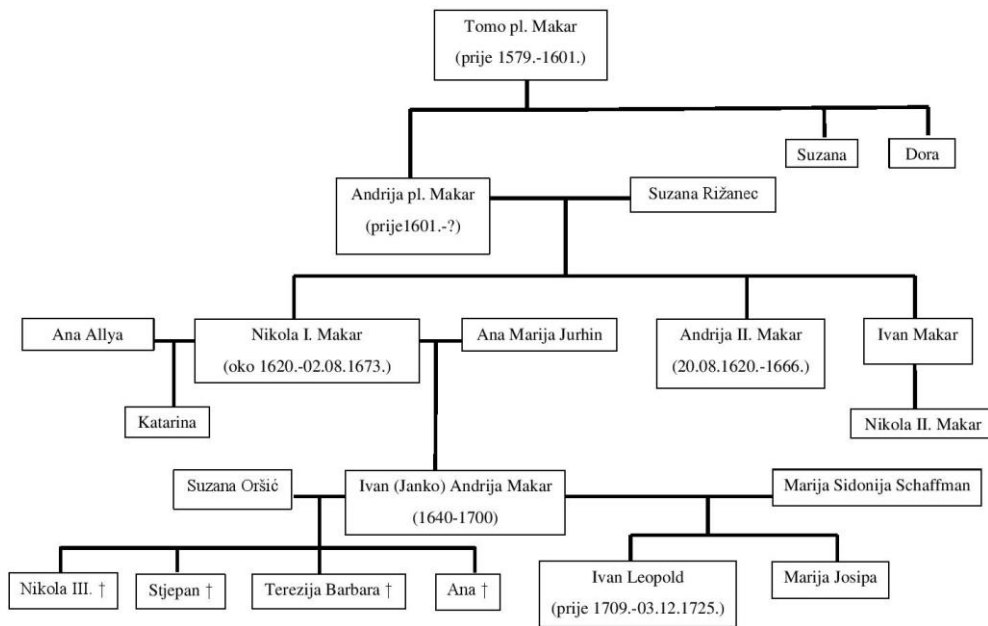 Tomo pl. Makar
(prije 1579.-1601.)
Suzana
Dora
Andrija pl. Makar
(prije1601.-?)
Suzana Rižanec
Ana Allya
Nikola I. Makar
(oko 1620.-02.08.1673.)
Ana Marija Jurhin
Andrija II. Makar
(20.08.1620.-1666.)
Ivan Makar
Katarina
Nikola II. Makar
Suzana Oršić
Ivan (Janko) Andrija Makar
(1640-1700)
Marija Sidonija Schaffman
Nikola III. †
Stjepan †
Terezija Barbara †
Ana †
Ivan Leopold
(prije 1709.-03.12.1725.)
Marija Josipa